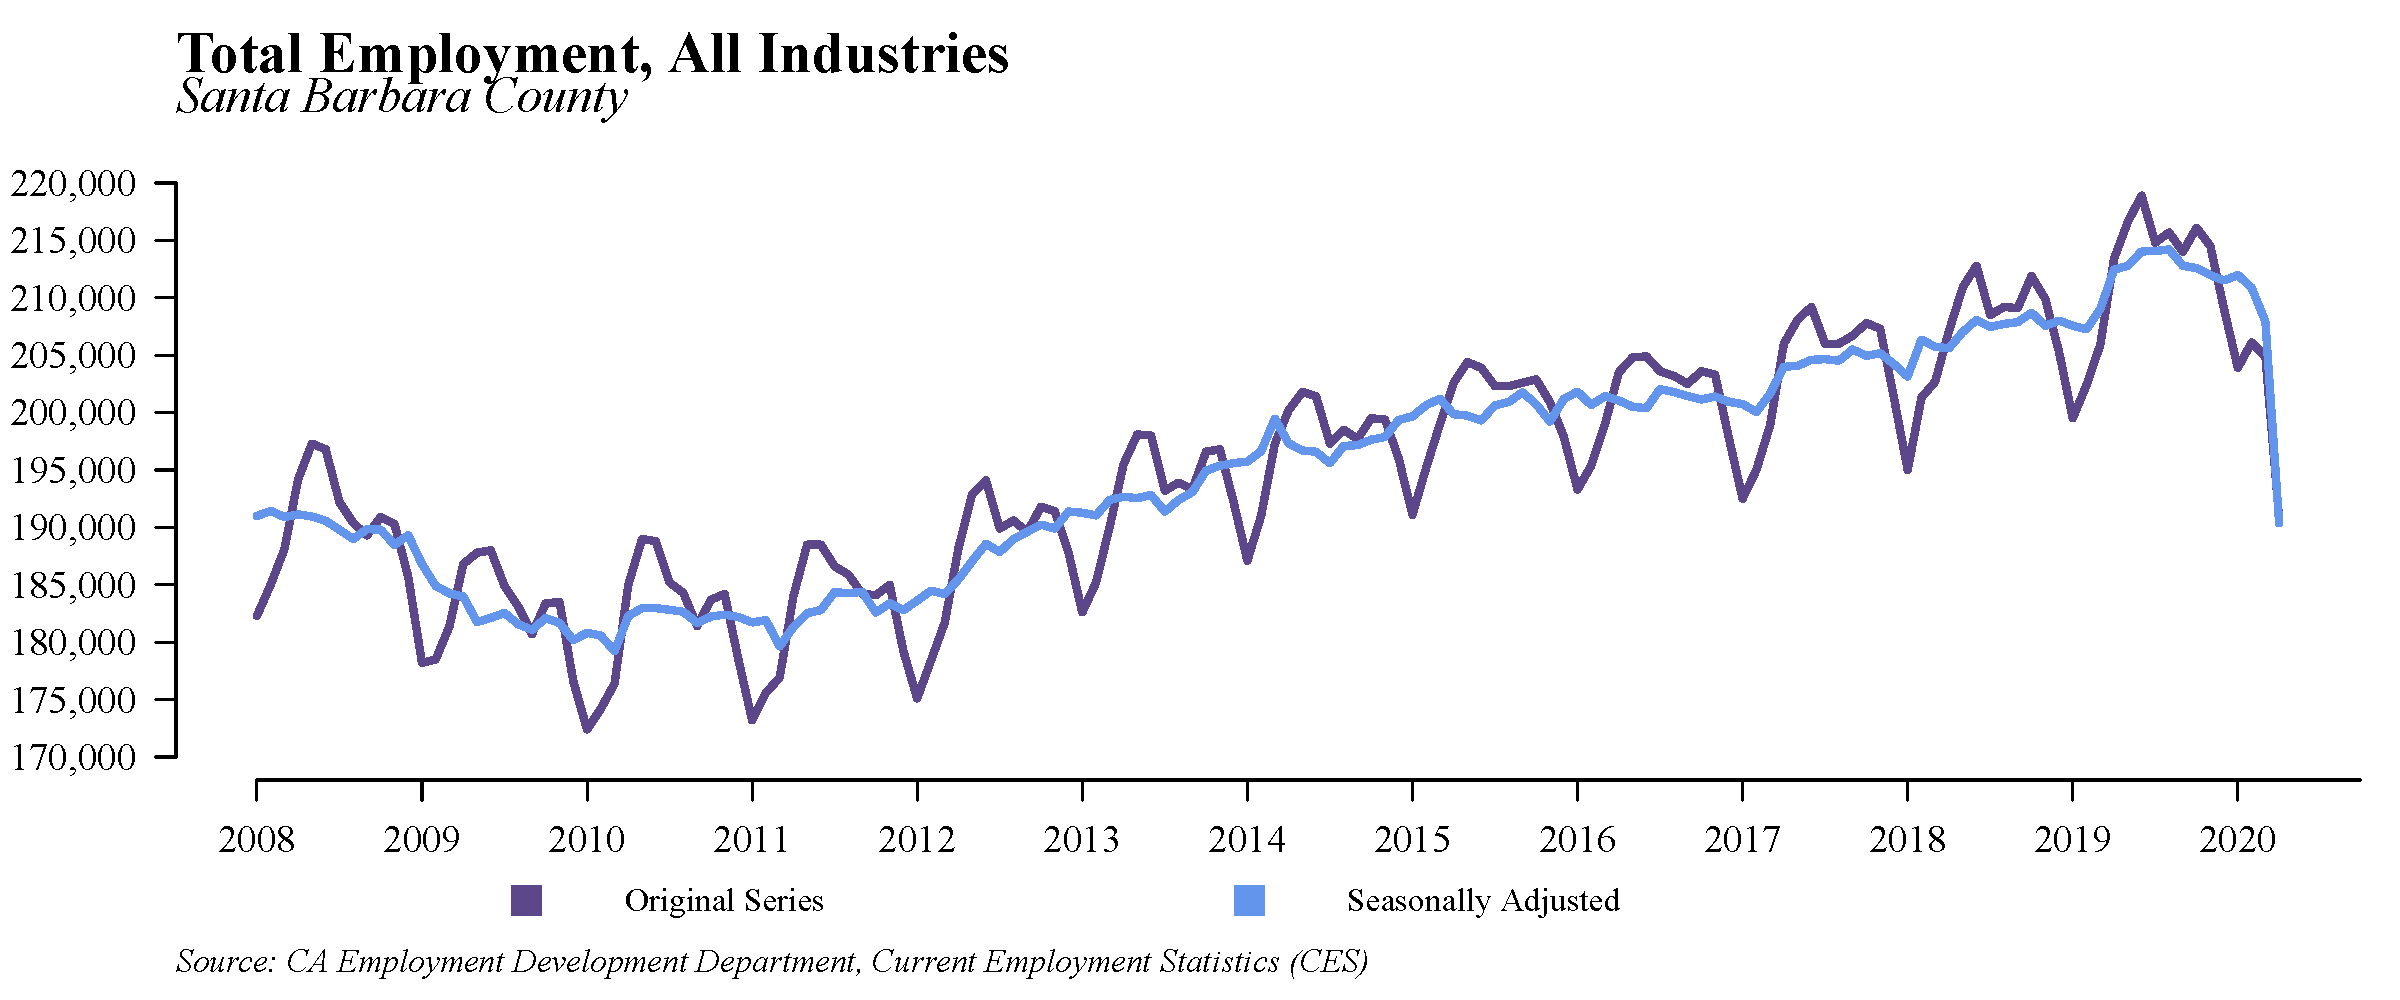 Total Employment, All Industries
Santa Barbara County
220,000
215,000
210,000
205,000
200,000
195,000
190,000
185,000
180,000
175,000
170,000
2008 2009 2010 2011 2012 2013 2014 2015 2016 2017 2018 2019 2020
Original Series Seasonally Adjusted
Source: CA Employment Development Department, Current Employment Statistics (CES)